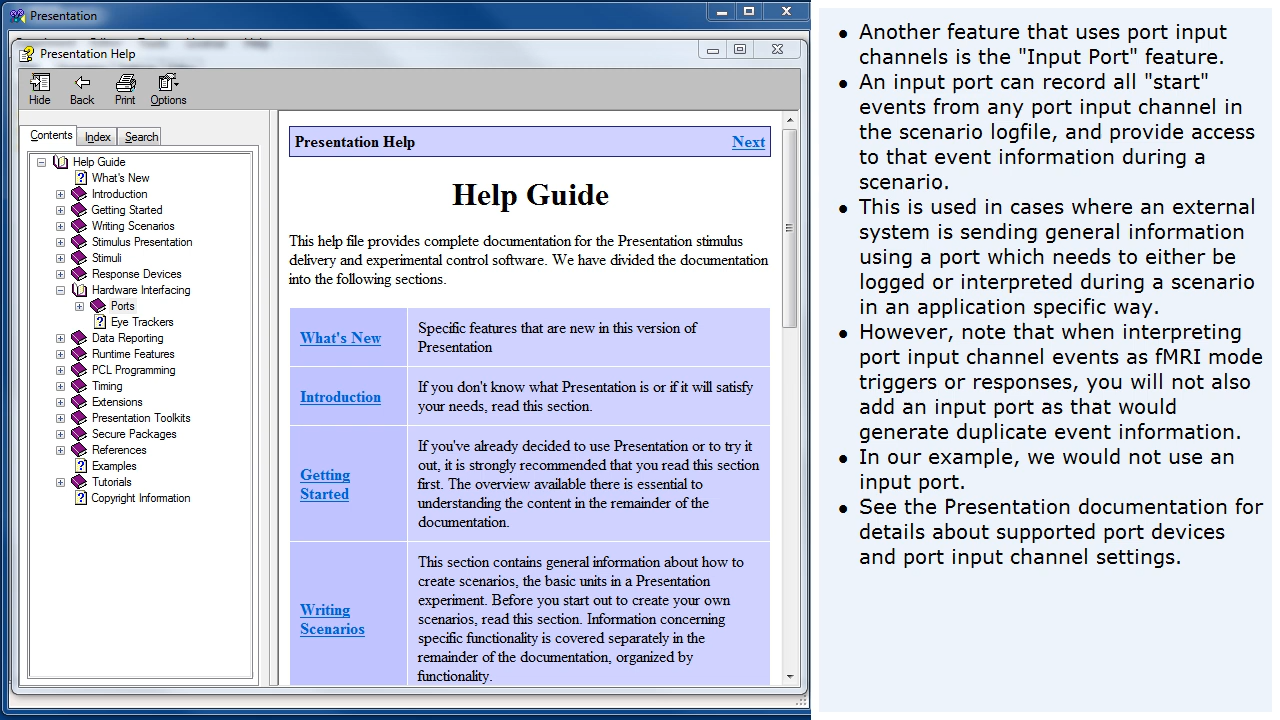 Presentation
Presentation Help
Hide
Back
Print
Options
Contents
Index
Search
Help Guide
What's New
Introduction
Getting Started
Writing Scenarios
Stimulus Presentation
Stimuli
Response Devices
Hardware Interfacing
Ports
Eye Trackers
Data Reporting
Runtime Features
PCL Programming
Timing
Extensions
Presentation Toolkits
Secure Packages
References
Examples
Tutorials
Copyright Information
Presentation Help
Next
Help Guide
This help file provides complete documentation for the Presentation stimulus
delivery and experimental control software. We have divided the documentation
into the following sections.
What's New
Specific features that are new in this version of
Presentation
Introduction
If you don't know what Presentation is or if it will satisfy
your needs, read this section.
Getting
Started
If you've already decided to use Presentation or to try it
out, it is strongly recommended that you read this section
first. The overview available there is essential to
understanding the content in the remainder of the
documentation.
Writing
Scenarios
This section contains general information about how to
create scenarios, the basic units in a Presentation
experiment. Before you start out to create your own
scenarios, read this section. Information concerning
specific functionality is covered separately in the
remainder of the documentation, organized by
functionality.
• Another feature that uses port input
channels is the "Input Port" feature.
• An input port can record all "start"
events from any port input channel in
the scenario logfile, and provide access
to that event information during a
scenario.
• This is used in cases where an external
system is sending general information
using a port which needs to either be
logged or interpreted during a scenario
in an application specific way.
• However, note that when interpreting
port input channel events as fMRI mode
triggers or responses, you will not also
add an input port as that would
generate duplicate event information.
• In our example, we would not use an
input port.
• See the Presentation documentation for
details about supported port devices
and port input channel settings.